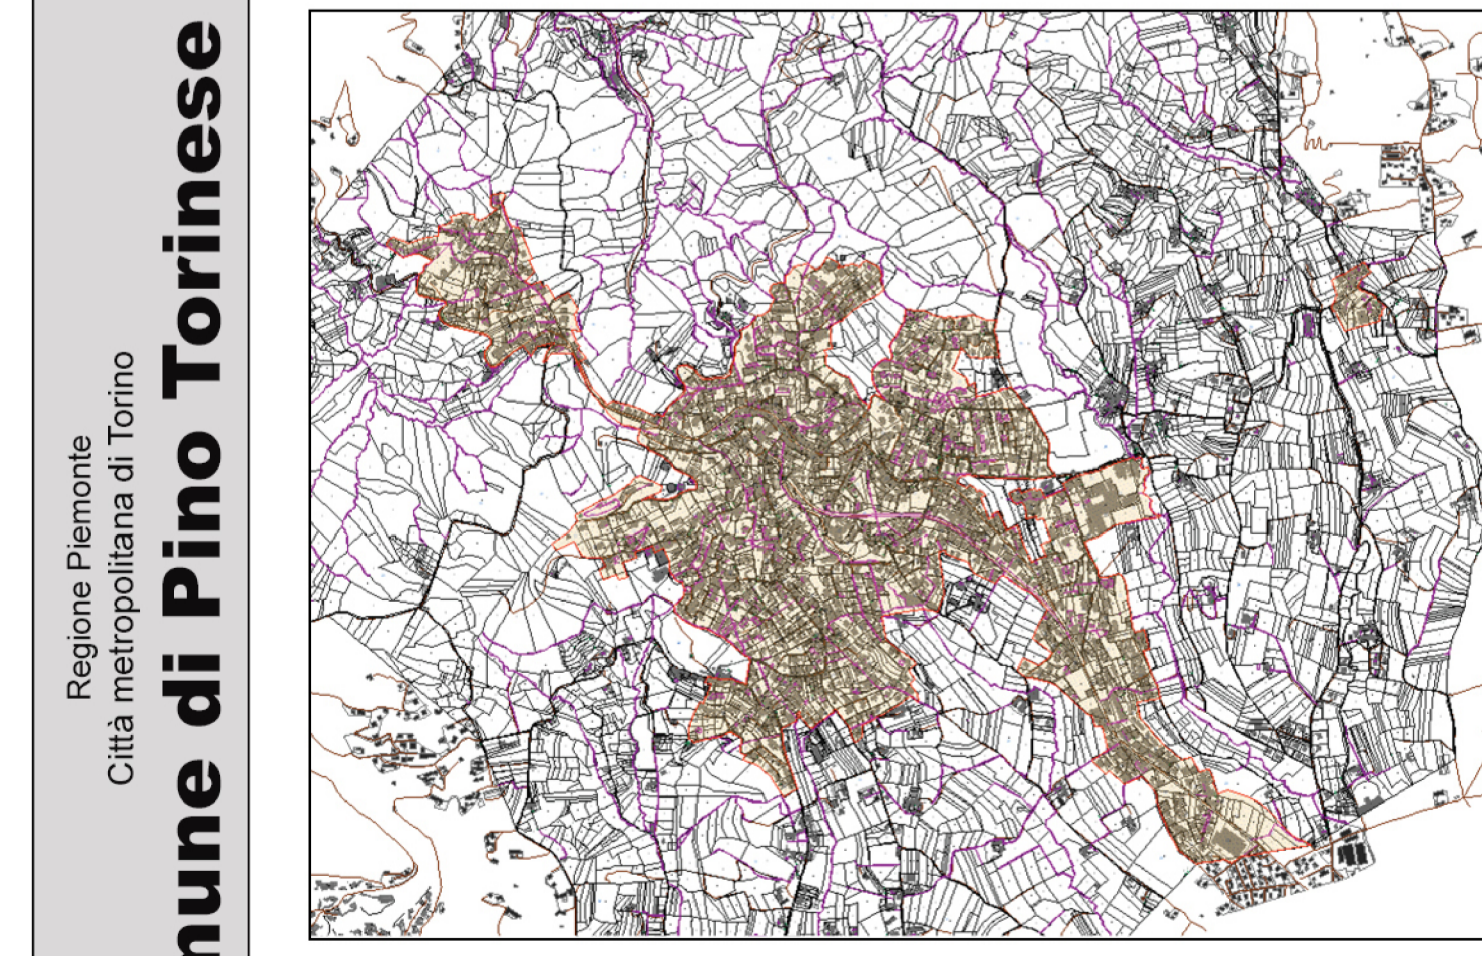 Regione Piemonte
Città metropolitana di Torino
mune di Pino Torinese